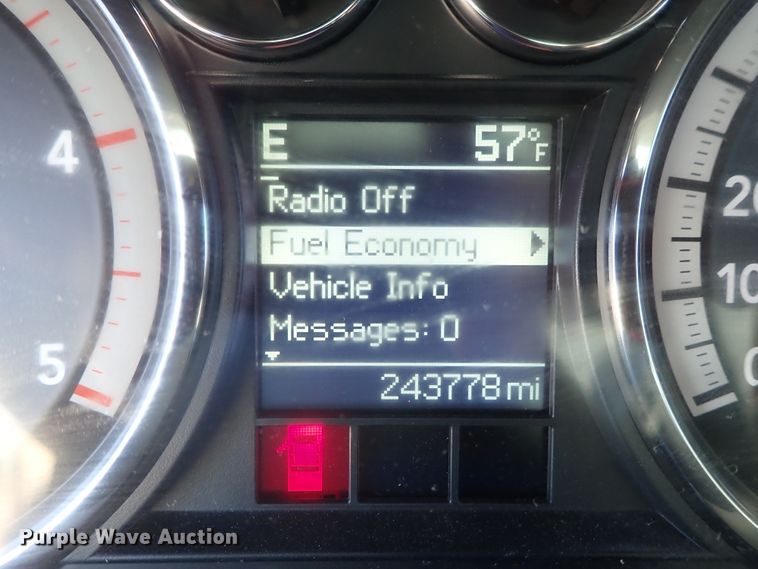 E 57°F
Radio Off
Fuel Economy
Vehicle Info
Messages: 0
243778 mi
4
5
20
10
0
Purple Wave Auction